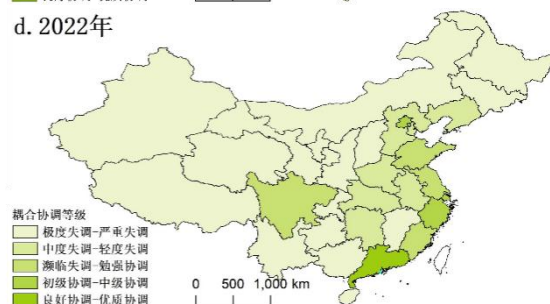 d. 2022年
耦合协调等级
极度失调-严重失调
中度失调-轻度失调
濒临失调-勉强协调
初级协调-中级协调
良好协调-优质协调
0 500 1,000 km